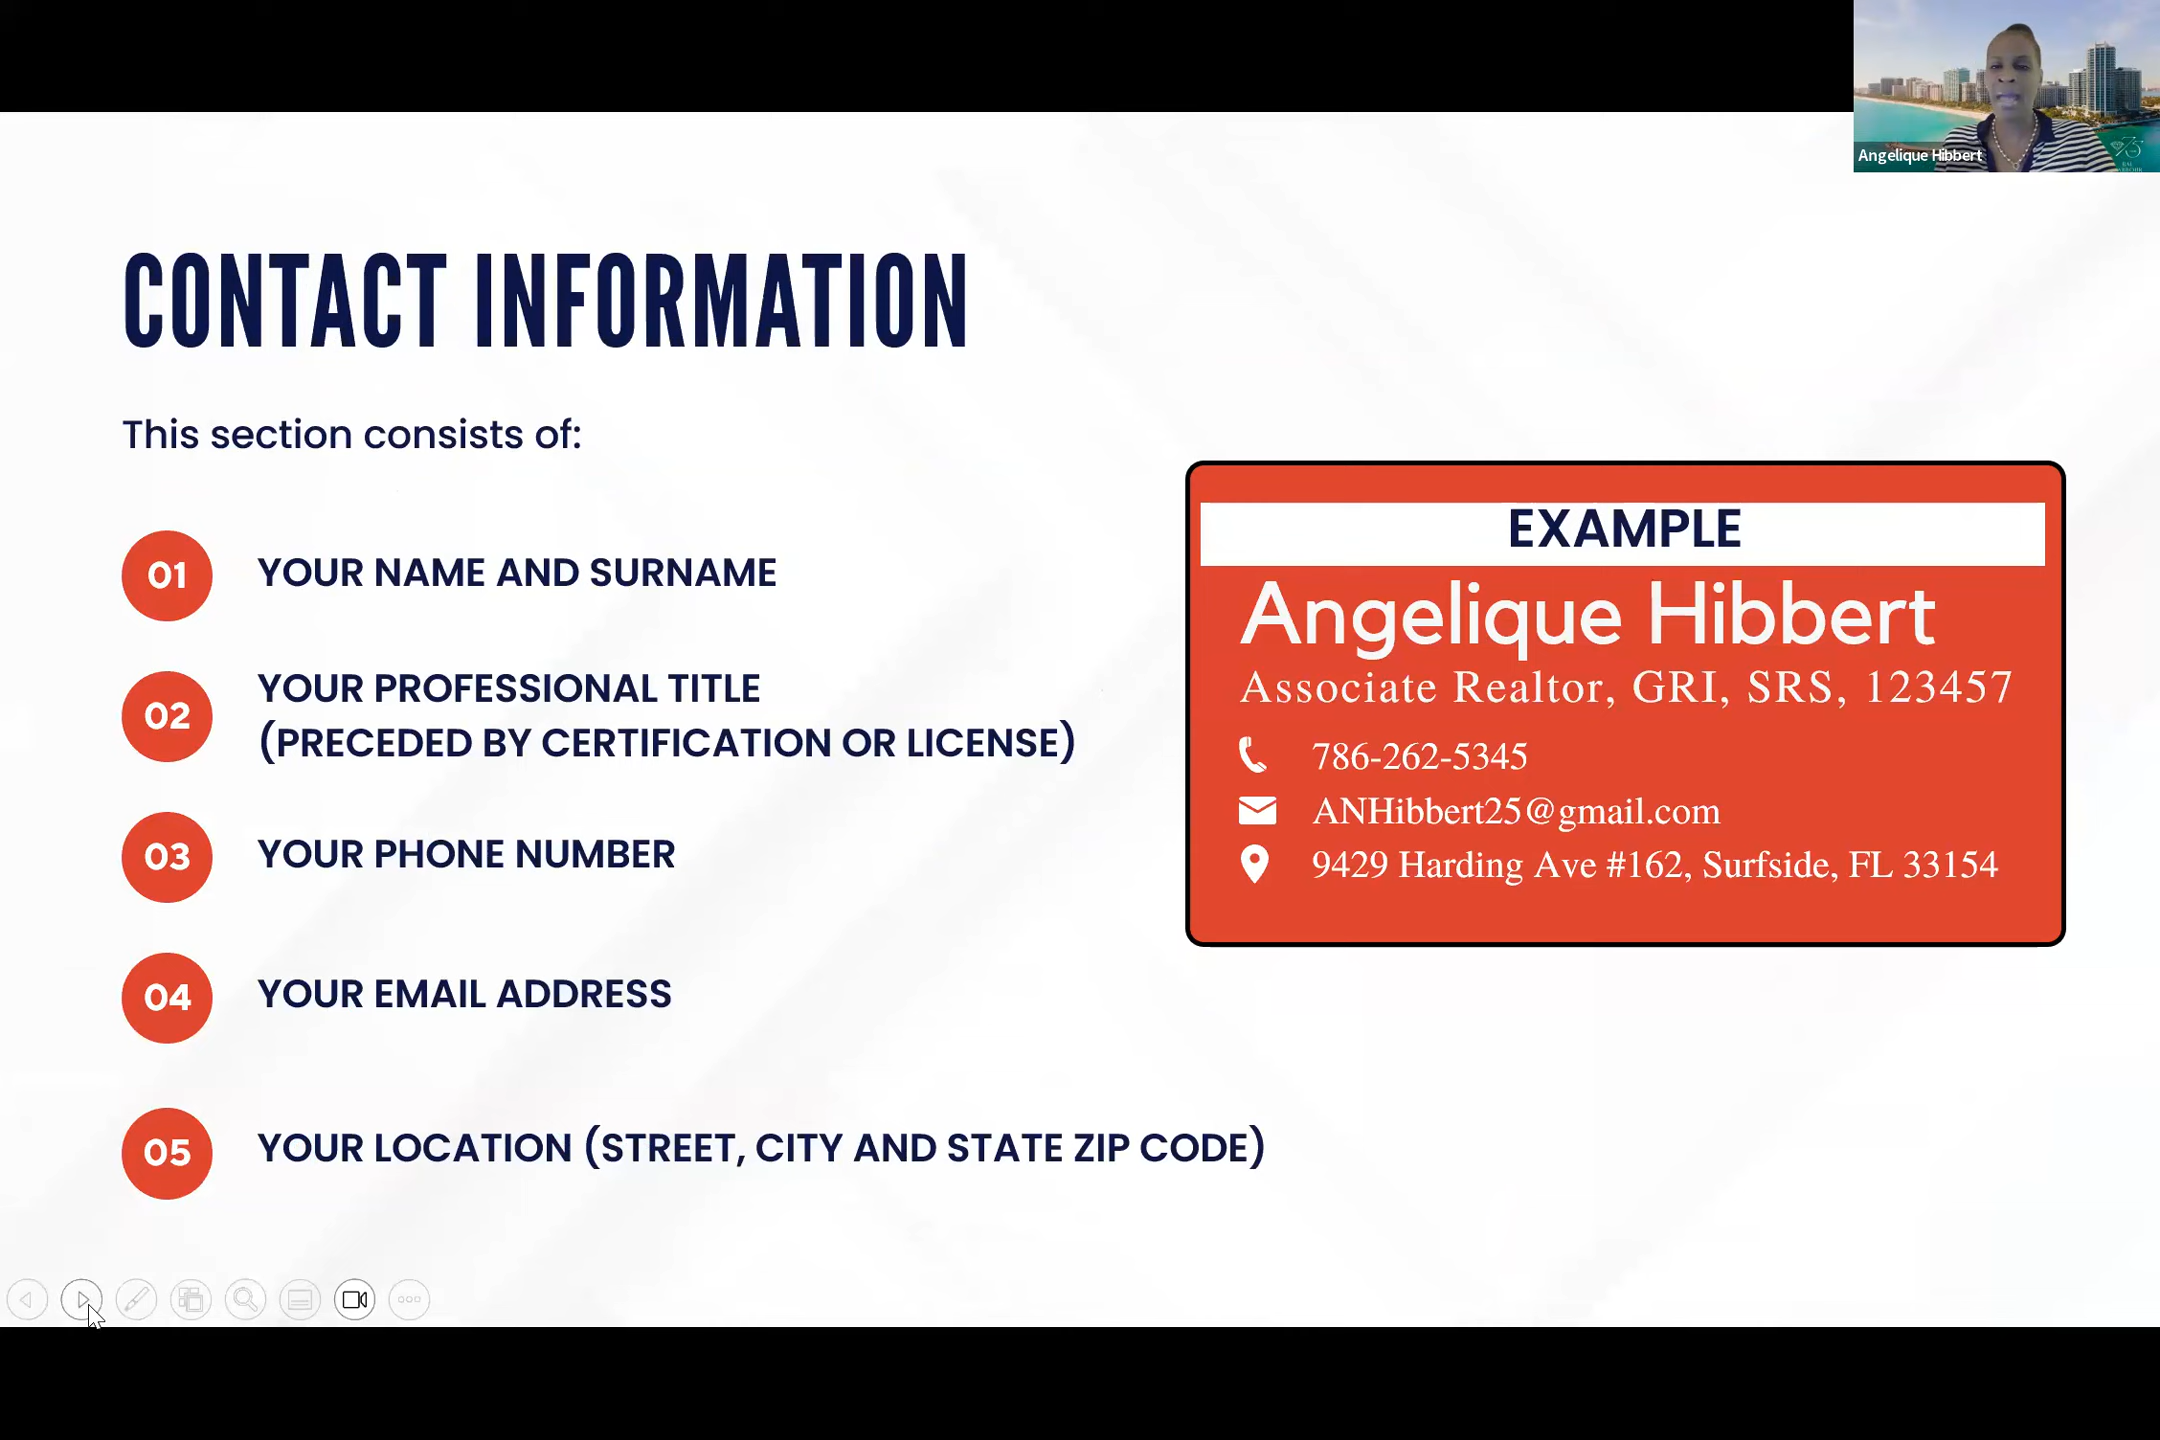 Angelique Hibbert
CONTACT INFORMATION
This section consists of:
01 YOUR NAME AND SURNAME
02 YOUR PROFESSIONAL TITLE
(PRECEDED BY CERTIFICATION OR LICENSE)
03 YOUR PHONE NUMBER
04 YOUR EMAIL ADDRESS
05 YOUR LOCATION (STREET, CITY AND STATE ZIP CODE)
EXAMPLE
Angelique Hibbert
Associate Realtor, GRI, SRS, 123457
786-262-5345
ANHibbert25@gmail.com
9429 Harding Ave #162, Surfside, FL 33154